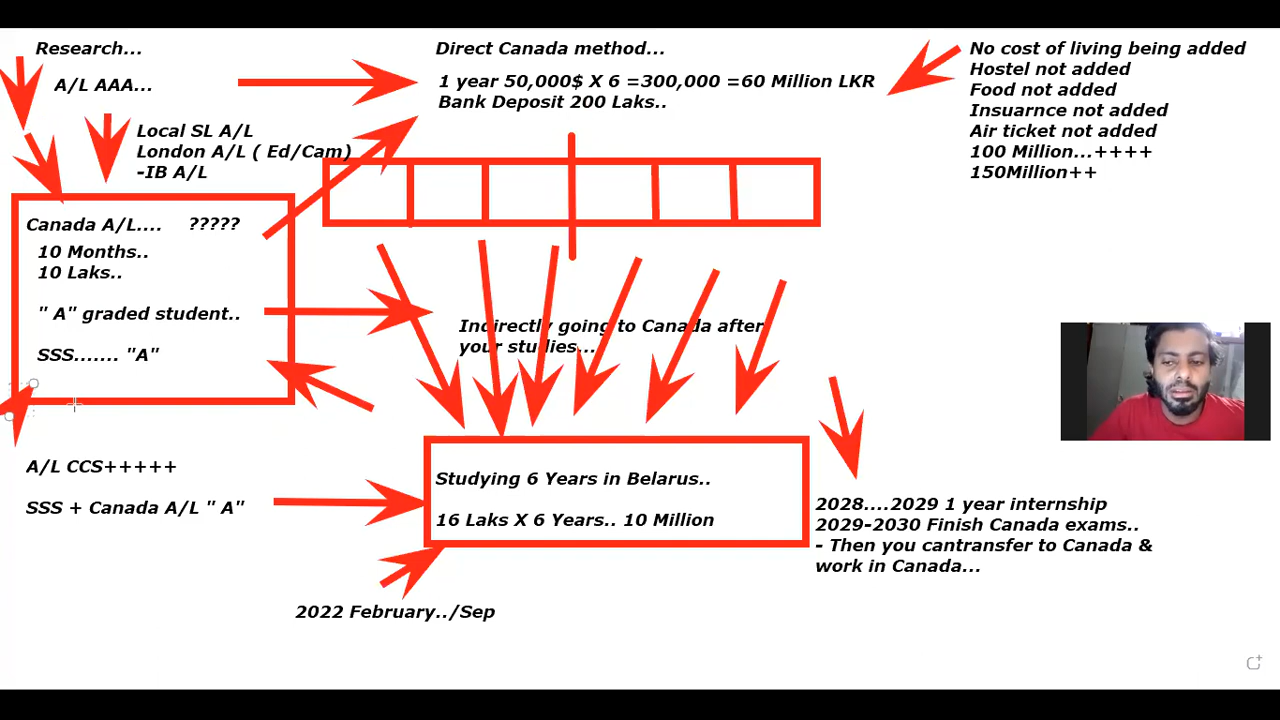 Research...
A/L AAA...
Local SL A/L
London A/L ( Ed/Cam)
-IB A/L
Canada A/L.... ?????
10 Months..
10 Laks..
" A" graded student..
SSS....... "A"
A/L CCS+++++
SSS + Canada A/L " A"
Direct Canada method...
1 year 50,000$ X 6 =300,000 =60 Million LKR
Bank Deposit 200 Laks..
Indirectly going to Canada after
your studies...
Studying 6 Years in Belarus..
16 Laks X 6 Years.. 10 Million
2022 February../Sep
No cost of living being added
Hostel not added
Food not added
Insuarnce not added
Air ticket not added
100 Million...++++
150Million++
2028....2029 1 year internship
2029-2030 Finish Canada exams..
- Then you cantransfer to Canada &
work in Canada...